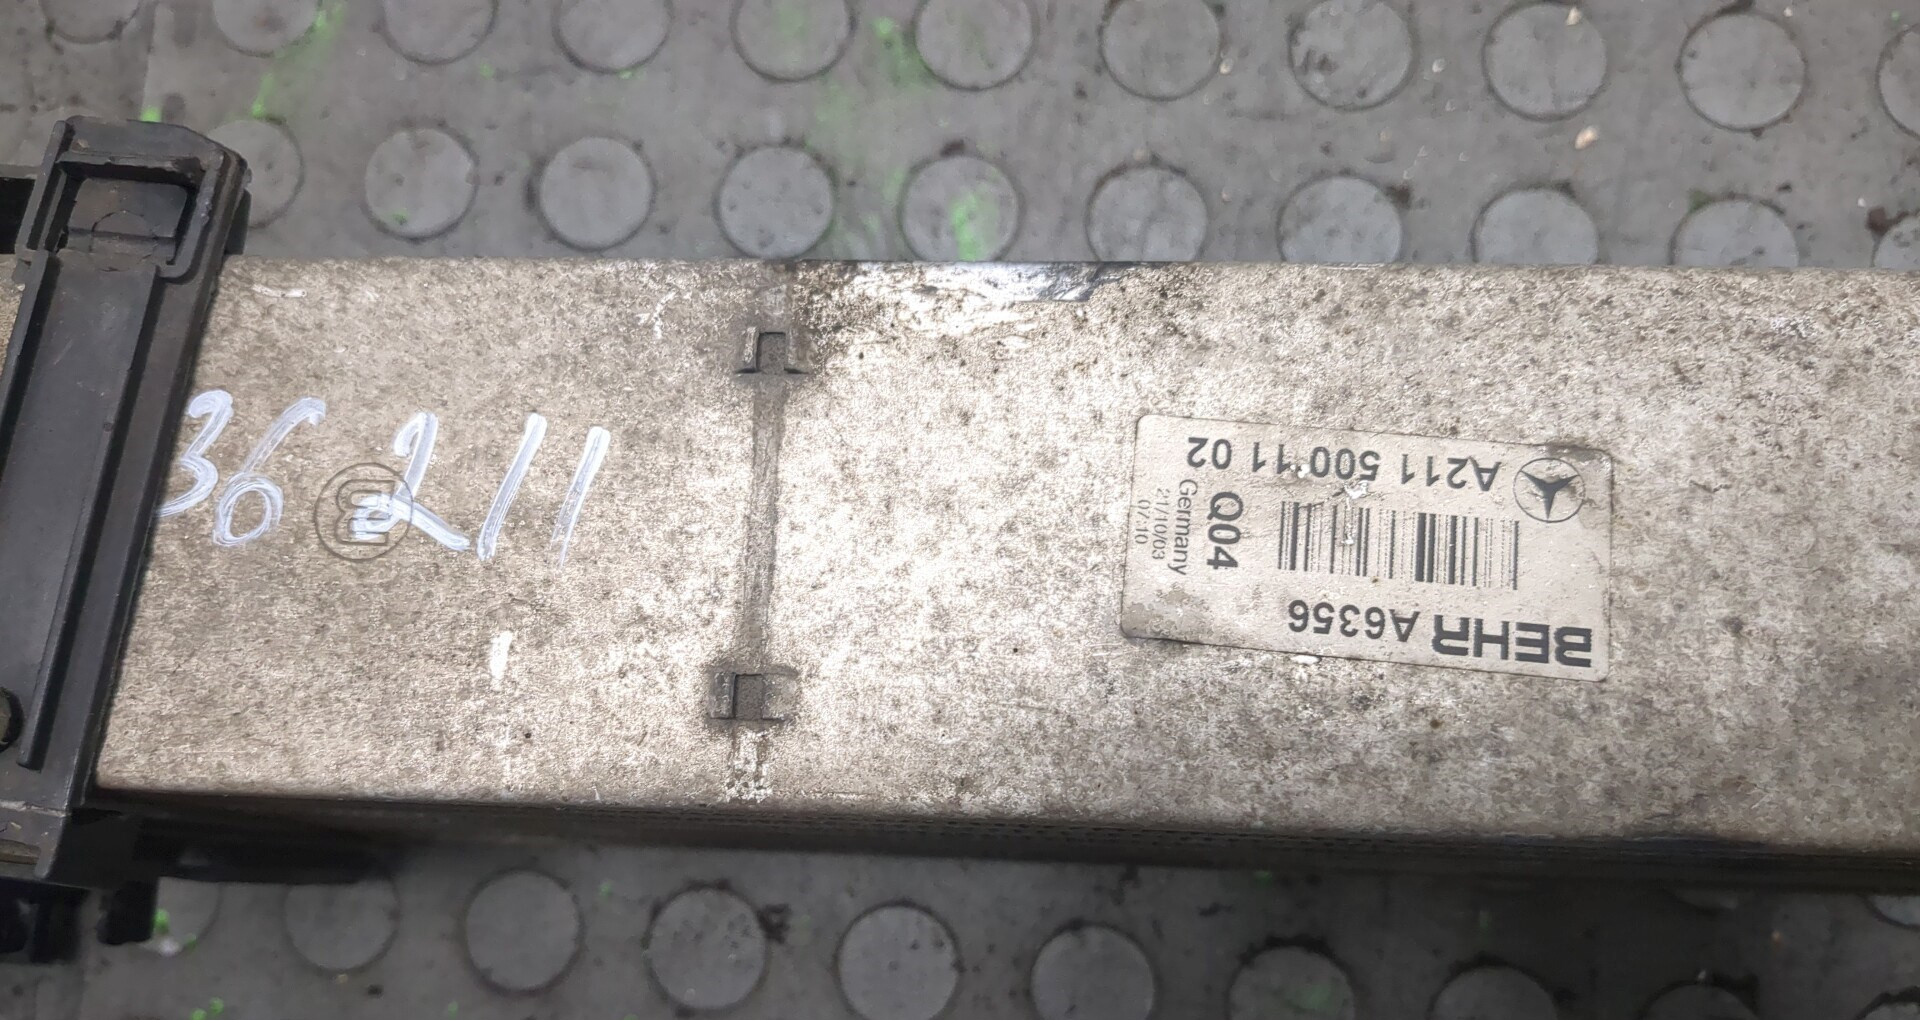 36 211
BEHR A6356
Q04
Germany
21/10/03
07:10
A211 500 11 02